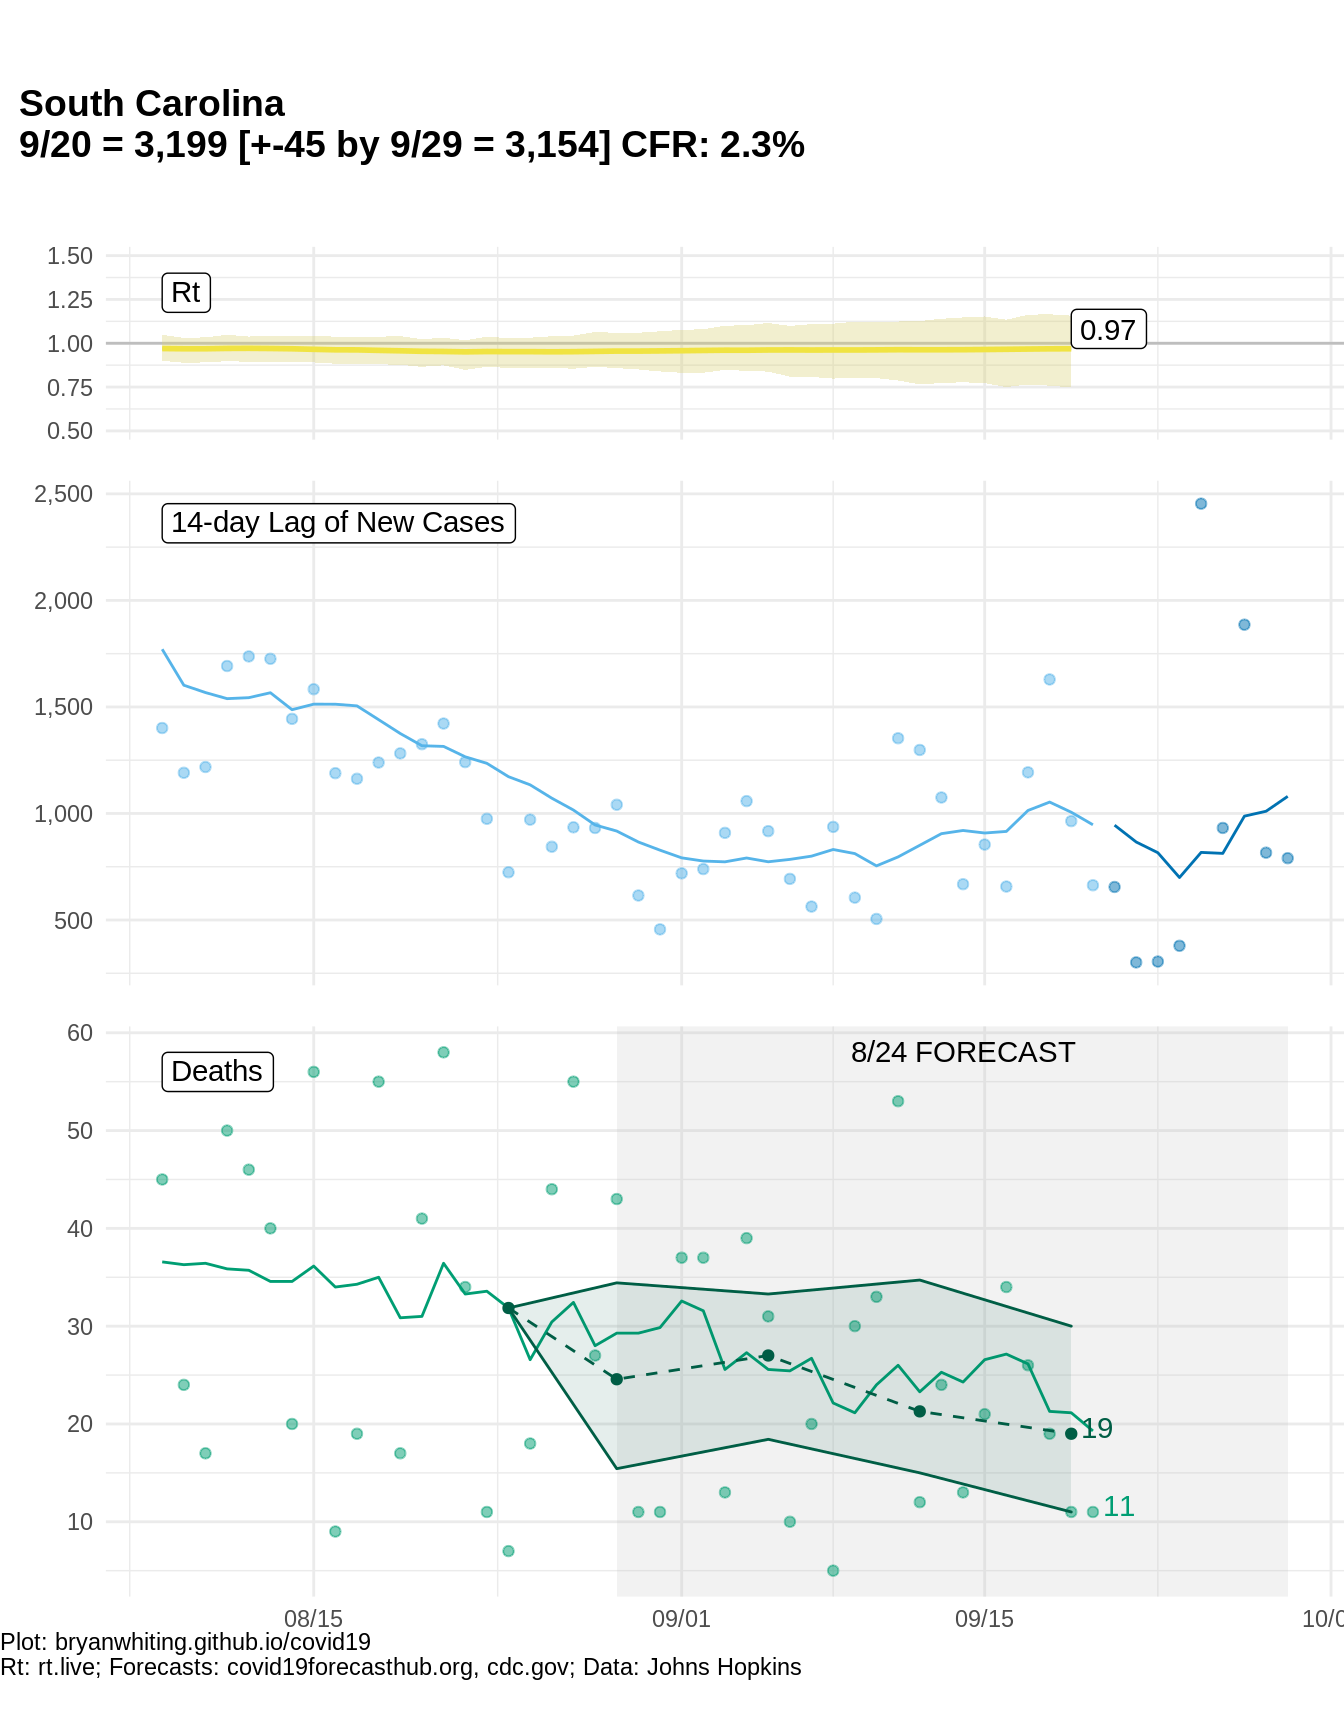 South Carolina
9/20 = 3,199 [+-45 by 9/29 = 3,154] CFR: 2.3%
1.50
1.25
1.00
0.75
0.50
Rt
0.97
2,500
2,000
1,500
1,000
500
14-day Lag of New Cases
60
50
40
30
20
10
Deaths
8/24 FORECAST
19
11
08/15
09/01
09/15
10/0
Plot: bryanwhiting.github.io/covid19
Rt: rt.live; Forecasts: covid19forecasthub.org, cdc.gov; Data: Johns Hopkins